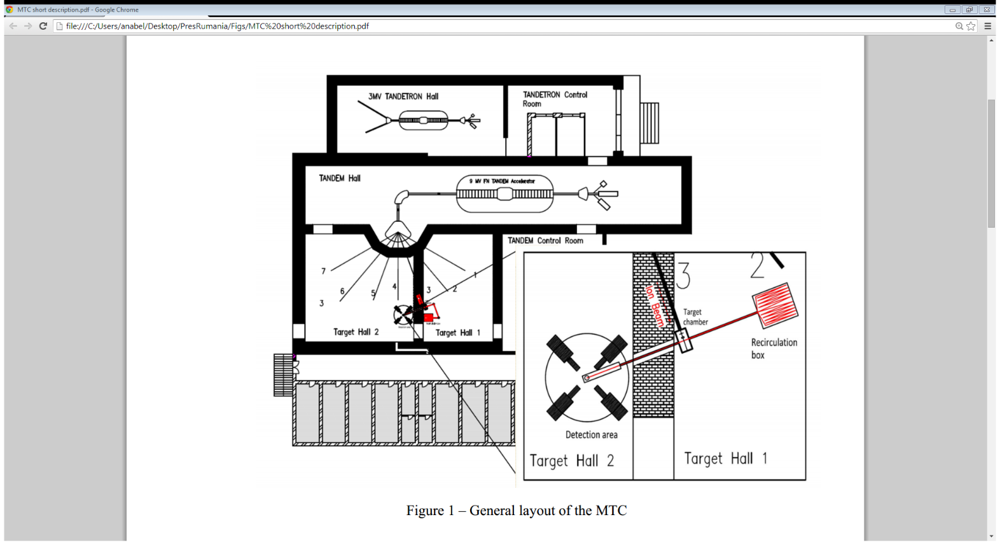 MTC short description.pdf - Google Chrome
file:///C:/Users/anabel/Desktop/PresRumania/Figs/MTC%20short%20description.pdf
3MV TANDETRON Hall
TANDETRON Control
Room
TANDEM Hall
9 MV FN TANDEM Accelerator
TANDEM Control Room
7
6
5
4
3
2
1
3
Target Hall 2
Target Hall 1
3
2
Ion Beam
Target
chamber
Recirculation
box
Detection area
Target Hall 2
Target Hall 1
Figure 1 – General layout of the MTC